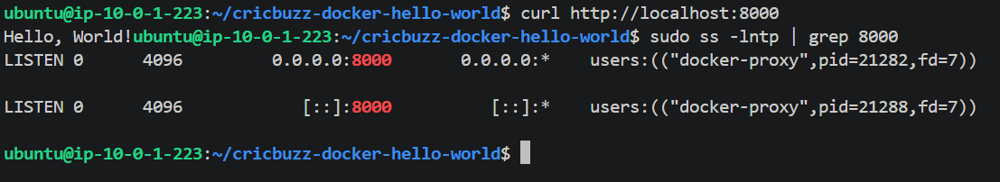 ubuntu@ip-10-0-1-223:~/cricbuzz-docker-hello-world$ curl http://localhost:8000
Hello, World!ubuntu@ip-10-0-1-223:~/cricbuzz-docker-hello-world$ sudo ss -lntp | grep 8000
LISTEN 0      4096         0.0.0.0:8000       0.0.0.0:*    users:(("docker-proxy",pid=21282,fd=7))
LISTEN 0      4096            [::]:8000          [::]:*    users:(("docker-proxy",pid=21288,fd=7))
ubuntu@ip-10-0-1-223:~/cricbuzz-docker-hello-world$